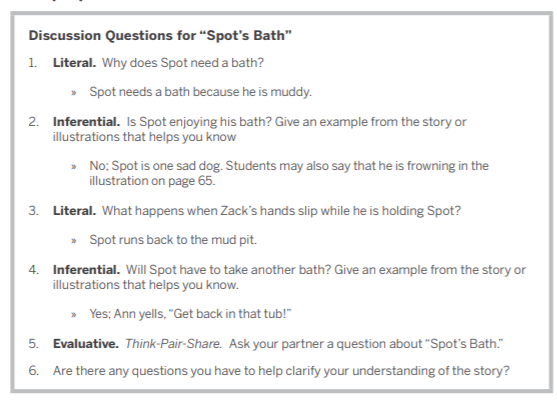 Discussion Questions for “Spot’s Bath”
1. Literal. Why does Spot need a bath?
» Spot needs a bath because he is muddy.
2. Inferential. Is Spot enjoying his bath? Give an example from the story or
illustrations that helps you know
» No; Spot is one sad dog. Students may also say that he is frowning in the
illustration on page 65.
3. Literal. What happens when Zack’s hands slip while he is holding Spot?
» Spot runs back to the mud pit.
4. Inferential. Will Spot have to take another bath? Give an example from the story or
illustrations that helps you know.
» Yes; Ann yells, “Get back in that tub!”
5. Evaluative. Think-Pair-Share. Ask your partner a question about “Spot’s Bath.”
6. Are there any questions you have to help clarify your understanding of the story?